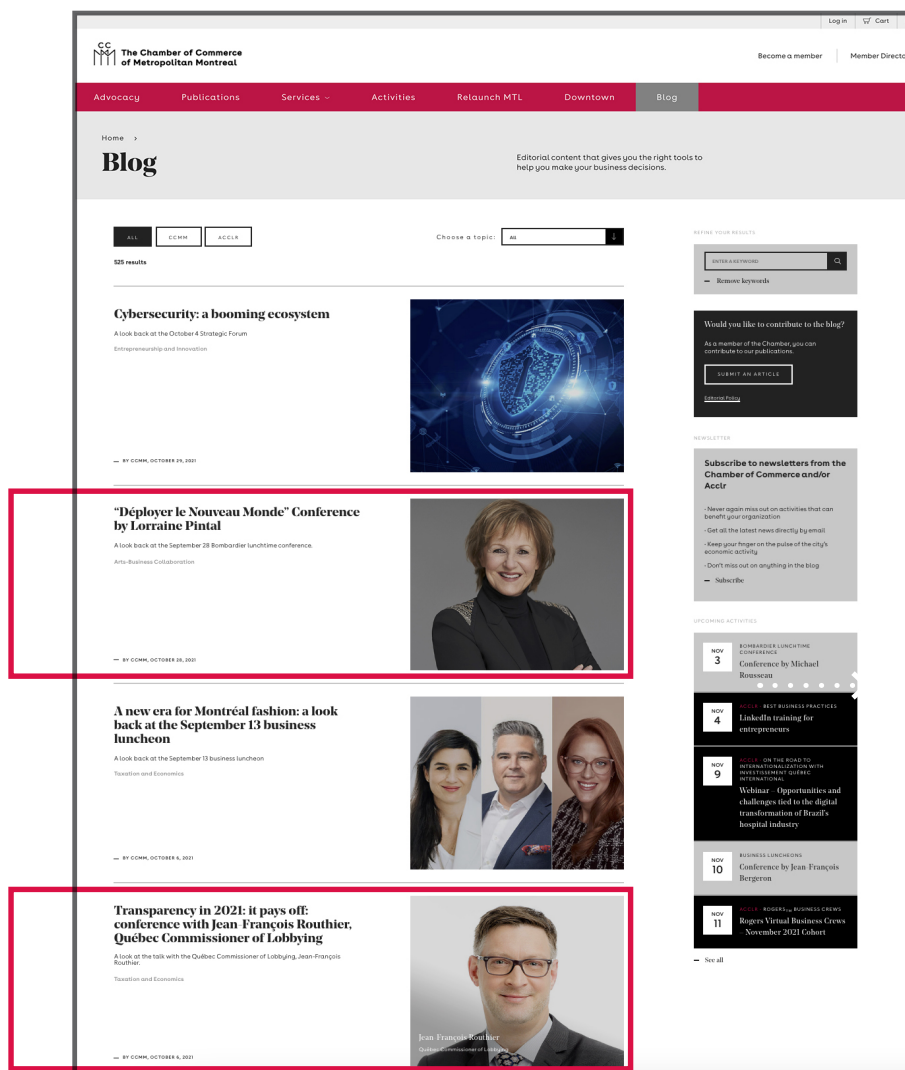 Log in
Cart
CC
MM
The Chamber of Commerce
of Metropolitan Montreal
Become a member
Member Directo
Advocacy
Publications
Services
Activities
Relaunch MTL
Downtown
Blog
Home >
Blog
Editorial content that gives you the right tools to
help you make your business decisions.
ALL
CCMM
ACCLR
Choose a topic:
All
525 results
Cybersecurity: a booming ecosystem
A look back at the October 4 Strategic Forum
Entrepreneurship and Innovation
— BY CCMM, OCTOBER 29, 2021
“Déployer le Nouveau Monde” Conference
by Lorraine Pintal
A look back at the September 28 Bombardier lunchtime conference.
Arts-Business Collaboration
— BY CCMM, OCTOBER 28, 2021
A new era for Montréal fashion: a look
back at the September 13 business
luncheon
A look back at the September 13 business luncheon
Taxation and Economics
— BY CCMM, OCTOBER 6, 2021
Transparency in 2021: it pays off:
conference with Jean-François Routhier,
Québec Commissioner of Lobbying
A look at the talk with the Québec Commissioner of Lobbying, Jean-François
Routhier.
Taxation and Economics
— BY CCMM, OCTOBER 6, 2021
Jean-François Routhier
Québec Commissioner of Lobbying
REFINE YOUR RESULTS
ENTER A KEYWORD
— Remove keywords
Would you like to contribute to the blog?
As a member of the Chamber, you can
contribute to our publications.
SUBMIT AN ARTICLE
Editorial Policy
NEWSLETTER
Subscribe to newsletters from the
Chamber of Commerce and/or
Acclr
- Never again miss out on activities that can
benefit your organization
- Get all the latest news directly by email
- Keep your finger on the pulse of the city's
economic activity
- Don't miss out on anything in the blog
— Subscribe
UPCOMING ACTIVITIES
NOV
3
BOMBARDIER LUNCHTIME
CONFERENCE
Conference by Michael
Rousseau
NOV
4
ACCLR - BEST BUSINESS PRACTICES
LinkedIn training for
entrepreneurs
NOV
9
ACCLR - ON THE ROAD TO
INTERNATIONALIZATION WITH
INVESTISSEMENT QUÉBEC
INTERNATIONAL
Webinar – Opportunities and
challenges tied to the digital
transformation of Brazil's
hospital industry
NOV
10
BUSINESS LUNCHEONS
Conference by Jean-François
Bergeron
NOV
11
ACCLR - ROGERS BUSINESS CREWS
Rogers Virtual Business Crews
– November 2021 Cohort
— See all